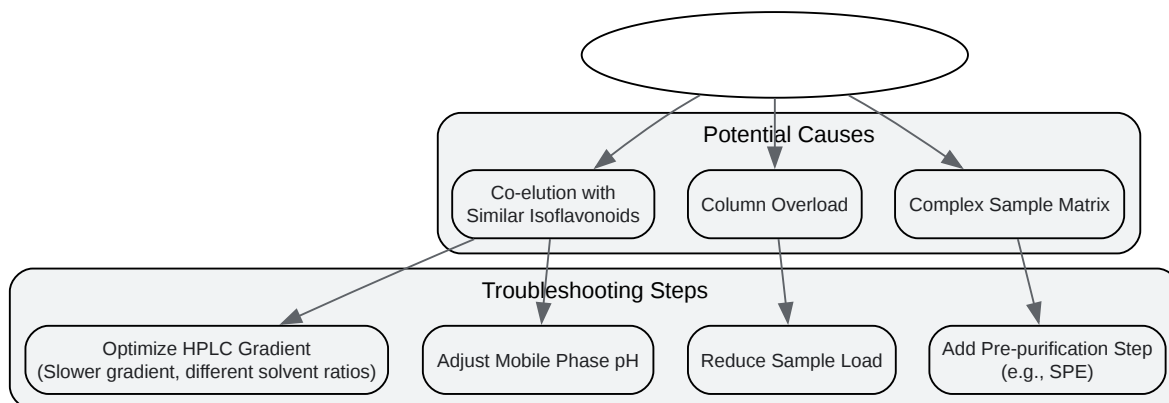 Potential Causes
Co-elution with
Similar Isoflavonoids
Column Overload
Complex Sample Matrix
Troubleshooting Steps
Optimize HPLC Gradient
(Slower gradient, different solvent ratios)
Adjust Mobile Phase pH
Reduce Sample Load
Add Pre-purification Step
(e.g., SPE)